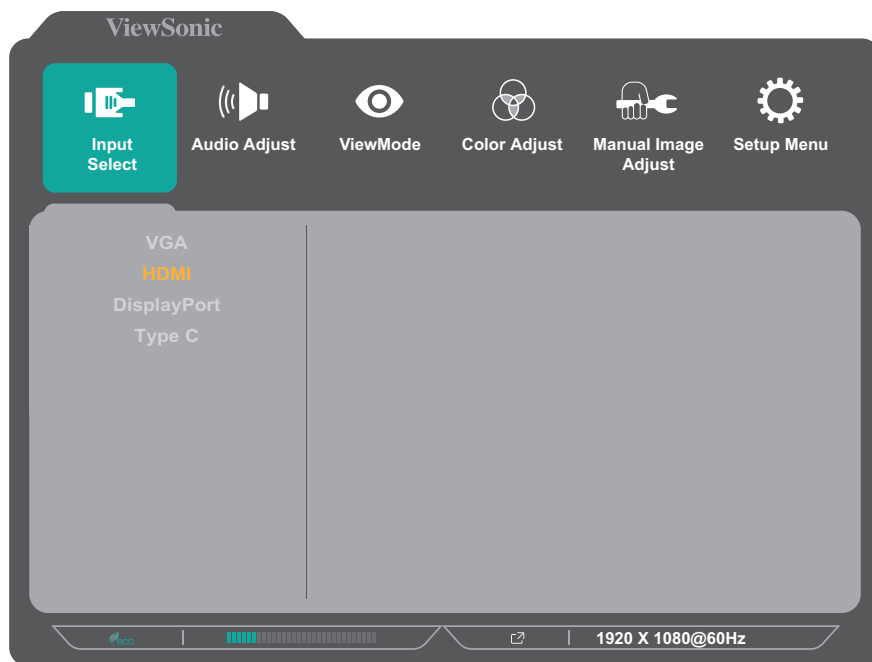 ViewSonic
Input
Select
Audio Adjust
ViewMode
Color Adjust
Manual Image
Adjust
Setup Menu
VGA
HDMI
DisplayPort
Type C
eco
1920 X 1080@60Hz